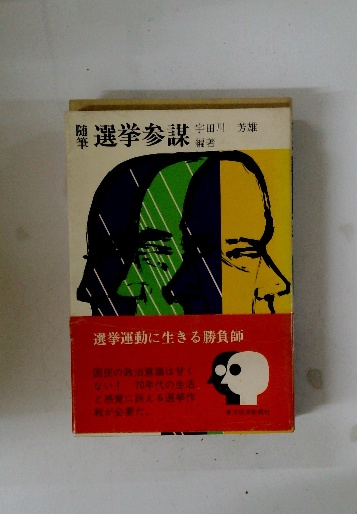 随筆 選挙参謀
宇田川 芳雄
編著
選挙運動に生きる勝負師
国民の政治意識は甘く
ない! 70年代の生活
と感覚に訴える選挙作
戦が必要だ。